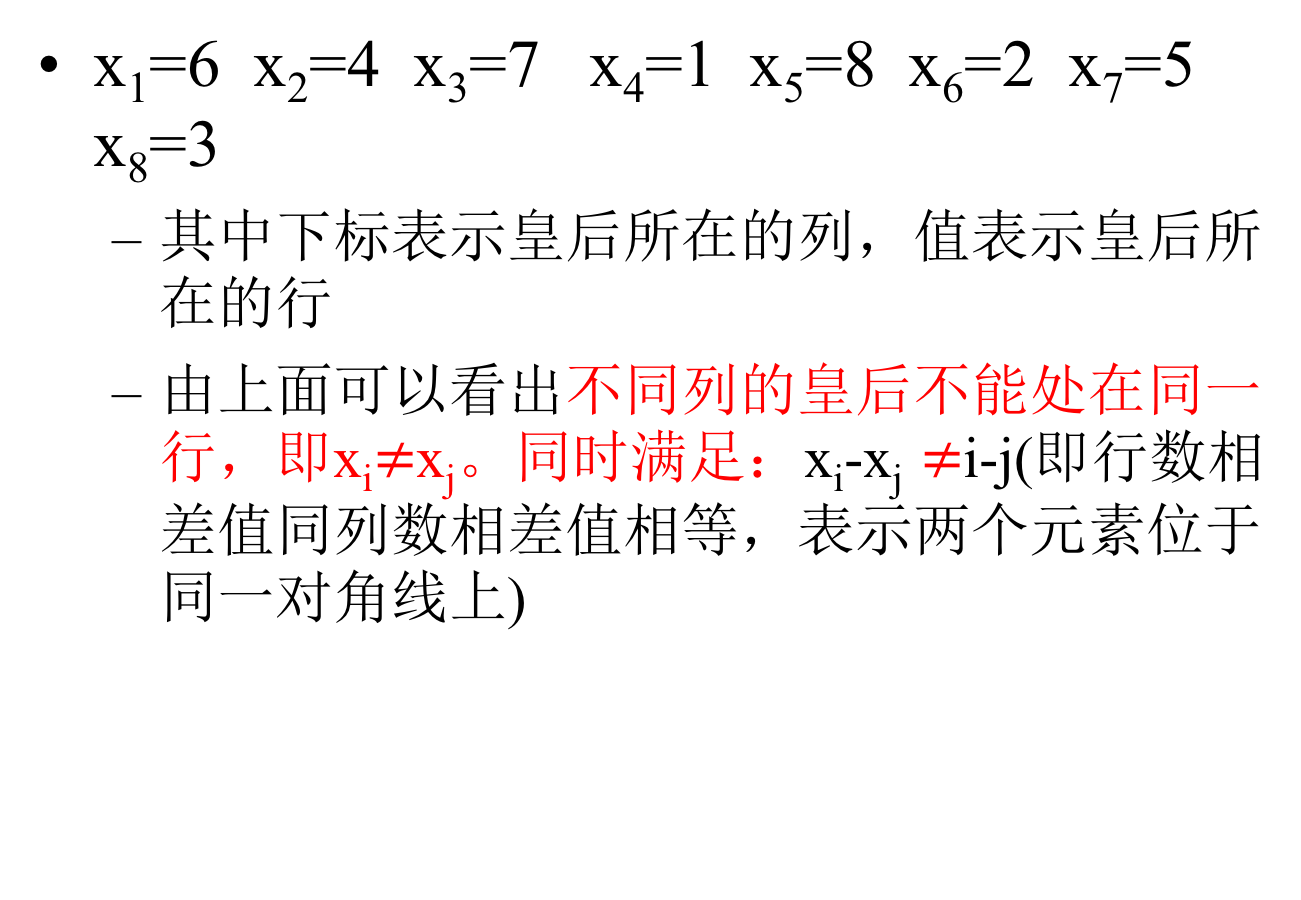 • x₁=6 x₂=4 x₃=7 x₄=1 x₅=8 x₆=2 x₇=5
x₈=3
– 其中下标表示皇后所在的列，值表示皇后所
在的行
– 由上面可以看出不同列的皇后不能处在同一
行，即xᵢ≠xⱼ。同时满足：xᵢ-xⱼ ≠i-j(即行数相
差值同列数相差值相等，表示两个元素位于
同一对角线上)